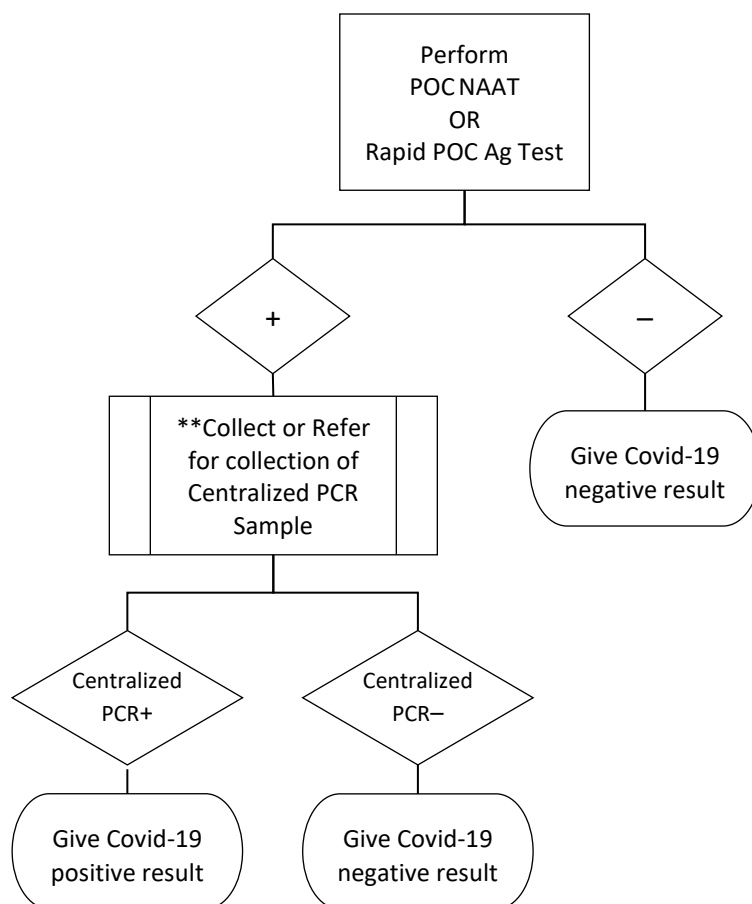 Perform
POC NAAT
OR
Rapid POC Ag Test
+
–
**Collect or Refer
for collection of
Centralized PCR
Sample
Give Covid-19
negative result
Centralized
PCR+
Centralized
PCR–
Give Covid-19
positive result
Give Covid-19
negative result